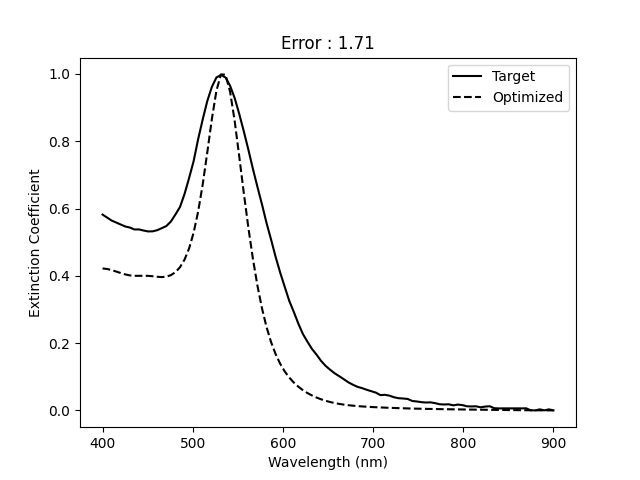 Error : 1.71
Target
Optimized
Extinction Coefficient
1.0
0.8
0.6
0.4
0.2
0.0
400 500 600 700 800 900
Wavelength (nm)